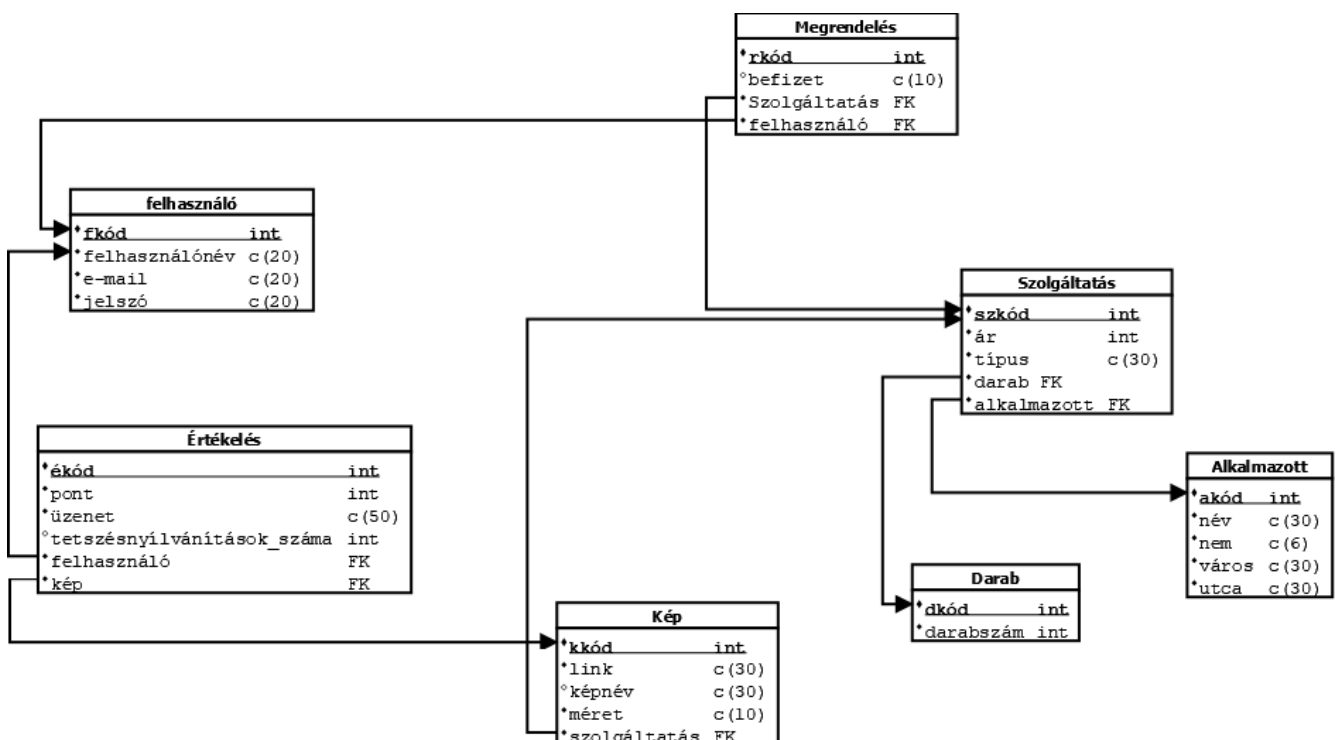 Megrendelés
rkód int
befizet c(10)
Szolgáltatás FK
felhasználó FK
felhasználó
fkód int
felhasználónév c(20)
e-mail c(20)
jelszó c(20)
Szolgáltatás
szkód int
ár int
típus c(30)
darab FK
alkalmazott FK
Értékelés
ékód int
pont int
üzenet c(50)
tetszésnyílvánítások_száma int
felhasználó FK
kép FK
Alkalmazott
akód int
név c(30)
nem c(6)
város c(30)
utca c(30)
Darab
dkód int
darabszám int
Kép
kkód int
link c(30)
képnév c(30)
méret c(10)
szolgáltatás FK